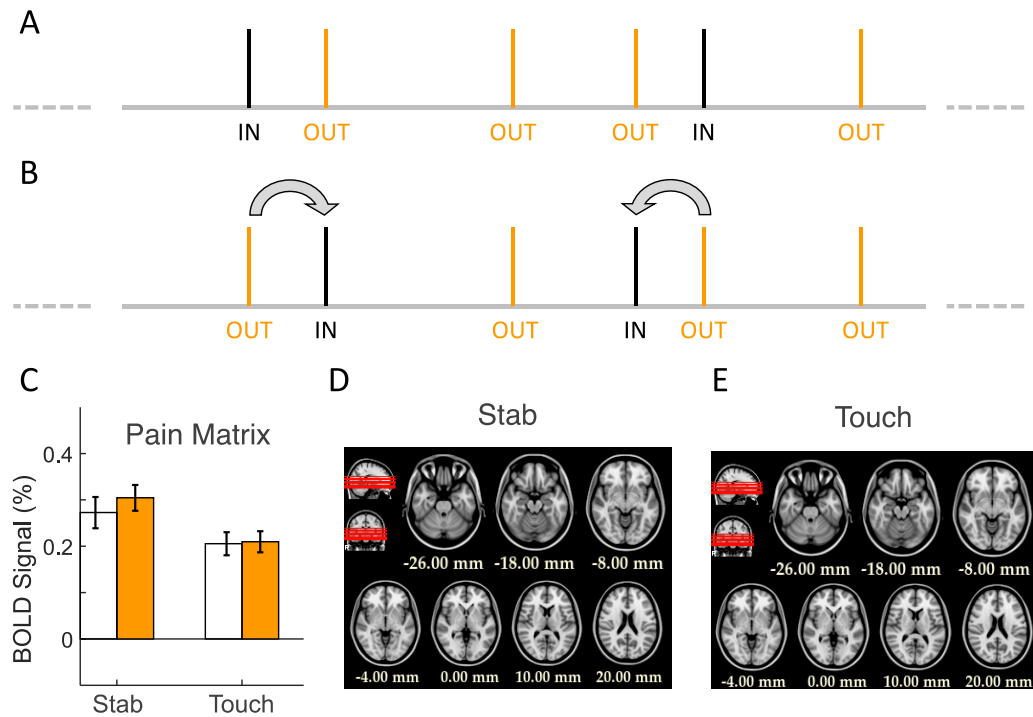 A
IN OUT OUT OUT IN OUT
B
OUT IN OUT IN OUT OUT
C
Pain Matrix
BOLD Signal (%)
0.4
0.2
0
Stab Touch
D
Stab
R
-26.00 mm -18.00 mm -8.00 mm
-4.00 mm 0.00 mm 10.00 mm 20.00 mm
E
Touch
R
-26.00 mm -18.00 mm -8.00 mm
-4.00 mm 0.00 mm 10.00 mm 20.00 mm